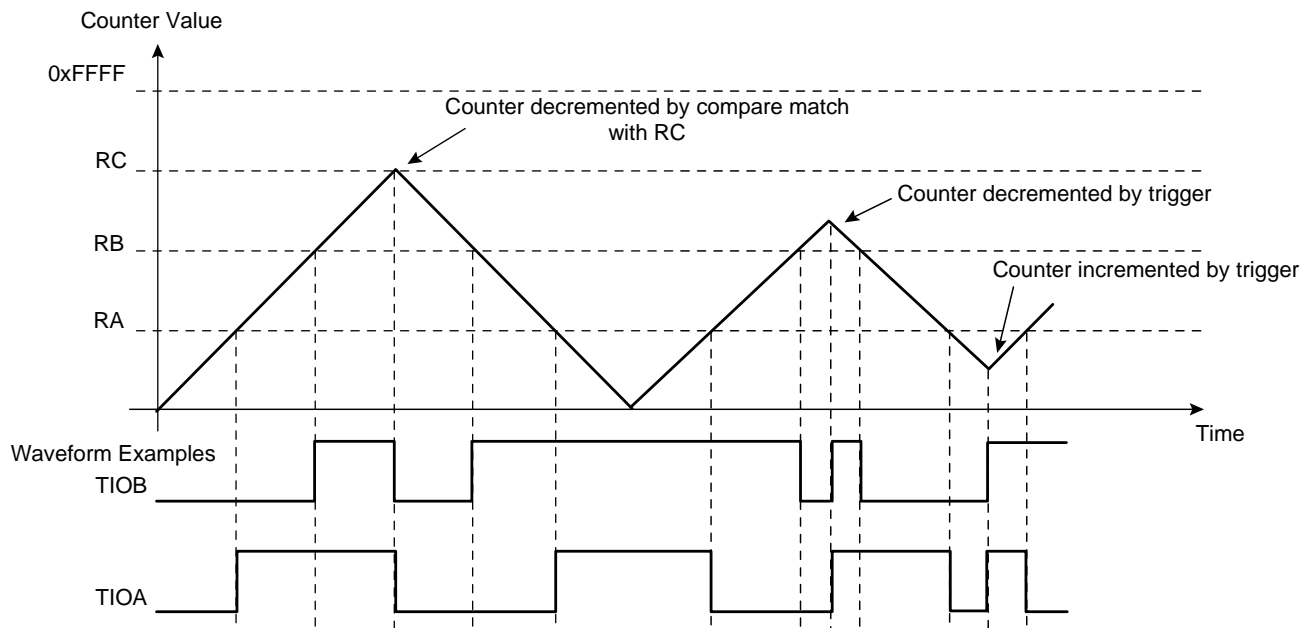 Counter Value
0xFFFF
Counter decremented by compare match
with RC
RC
Counter decremented by trigger
RB
Counter incremented by trigger
RA
Time
Waveform Examples
TIOB
TIOA